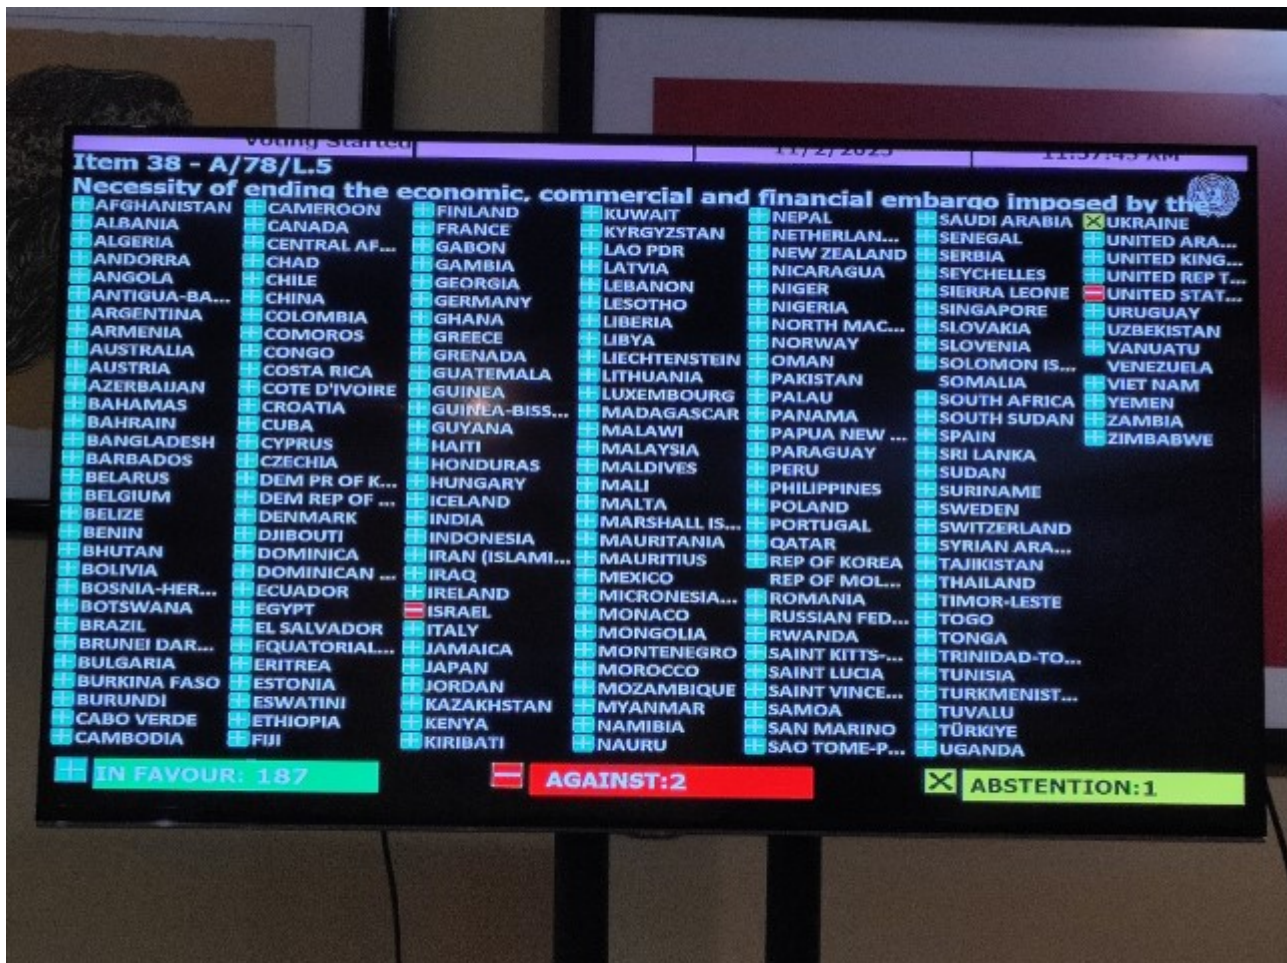 Voting Started 11/2/2023 AM
Item 38 - A/78/L.5
Necessity of ending the economic, commercial and financial embargo imposed by the
AFGHANISTAN
ALBANIA
ALGERIA
ANDORRA
ANGOLA
ANTIGUA-BA...
ARGENTINA
ARMENIA
AUSTRALIA
AUSTRIA
AZERBAIJAN
BAHAMAS
BAHRAIN
BANGLADESH
BARBADOS
BELARUS
BELGIUM
BELIZE
BENIN
BHUTAN
BOLIVIA
BOSNIA-HER...
BOTSWANA
BRAZIL
BRUNEI DAR...
BULGARIA
BURKINA FASO
BURUNDI
CABO VERDE
CAMBODIA
CAMEROON
CANADA
CENTRAL AF...
CHAD
CHILE
CHINA
COLOMBIA
COMOROS
CONGO
COSTA RICA
COTE D'IVOIRE
CROATIA
CUBA
CYPRUS
CZECHIA
DEM PR OF K...
DEM REP OF ...
DENMARK
DJIBOUTI
DOMINICA
DOMINICAN ...
ECUADOR
EGYPT
EL SALVADOR
EQUATORIAL...
ERITREA
ESTONIA
ESWATINI
ETHIOPIA
FIJI
FINLAND
FRANCE
GABON
GAMBIA
GEORGIA
GERMANY
GHANA
GREECE
GRENADA
GUATEMALA
GUINEA
GUINEA-BISS...
GUYANA
HAITI
HONDURAS
HUNGARY
ICELAND
INDIA
INDONESIA
IRAN (ISLAMI...
IRAQ
IRELAND
ISRAEL
ITALY
JAMAICA
JAPAN
JORDAN
KAZAKHSTAN
KENYA
KIRIBATI
KUWAIT
KYRGYZSTAN
LAO PDR
LATVIA
LEBANON
LESOTHO
LIBERIA
LIBYA
LIECHTENSTEIN
LITHUANIA
LUXEMBOURG
MADAGASCAR
MALAWI
MALAYSIA
MALDIVES
MALI
MALTA
MARSHALL IS...
MAURITANIA
MAURITIUS
MEXICO
MICRONESIA...
MONACO
MONGOLIA
MONTENEGRO
MOROCCO
MOZAMBIQUE
MYANMAR
NAMIBIA
NAURU
NEPAL
NETHERLAN...
NEW ZEALAND
NICARAGUA
NIGER
NIGERIA
NORTH MAC...
NORWAY
OMAN
PAKISTAN
PALAU
PANAMA
PAPUA NEW ...
PARAGUAY
PERU
PHILIPPINES
POLAND
PORTUGAL
QATAR
REP OF KOREA
REP OF MOL...
ROMANIA
RUSSIAN FED...
RWANDA
SAINT KITTS-...
SAINT LUCIA
SAINT VINCE...
SAMOA
SAN MARINO
SAO TOME-P...
SAUDI ARABIA
SENEGAL
SERBIA
SEYCHELLES
SIERRA LEONE
SINGAPORE
SLOVAKIA
SLOVENIA
SOLOMON IS...
SOMALIA
SOUTH AFRICA
SOUTH SUDAN
SPAIN
SRI LANKA
SUDAN
SURINAME
SWEDEN
SWITZERLAND
SYRIAN ARA...
TAJIKISTAN
THAILAND
TIMOR-LESTE
TOGO
TONGA
TRINIDAD-TO...
TUNISIA
TURKMENIST...
TUVALU
TÜRKIYE
UGANDA
UKRAINE
UNITED ARA...
UNITED KING...
UNITED REP T...
UNITED STAT...
URUGUAY
UZBEKISTAN
VANUATU
VENEZUELA
VIET NAM
YEMEN
ZAMBIA
ZIMBABWE
IN FAVOUR: 187
AGAINST:2
ABSTENTION:1